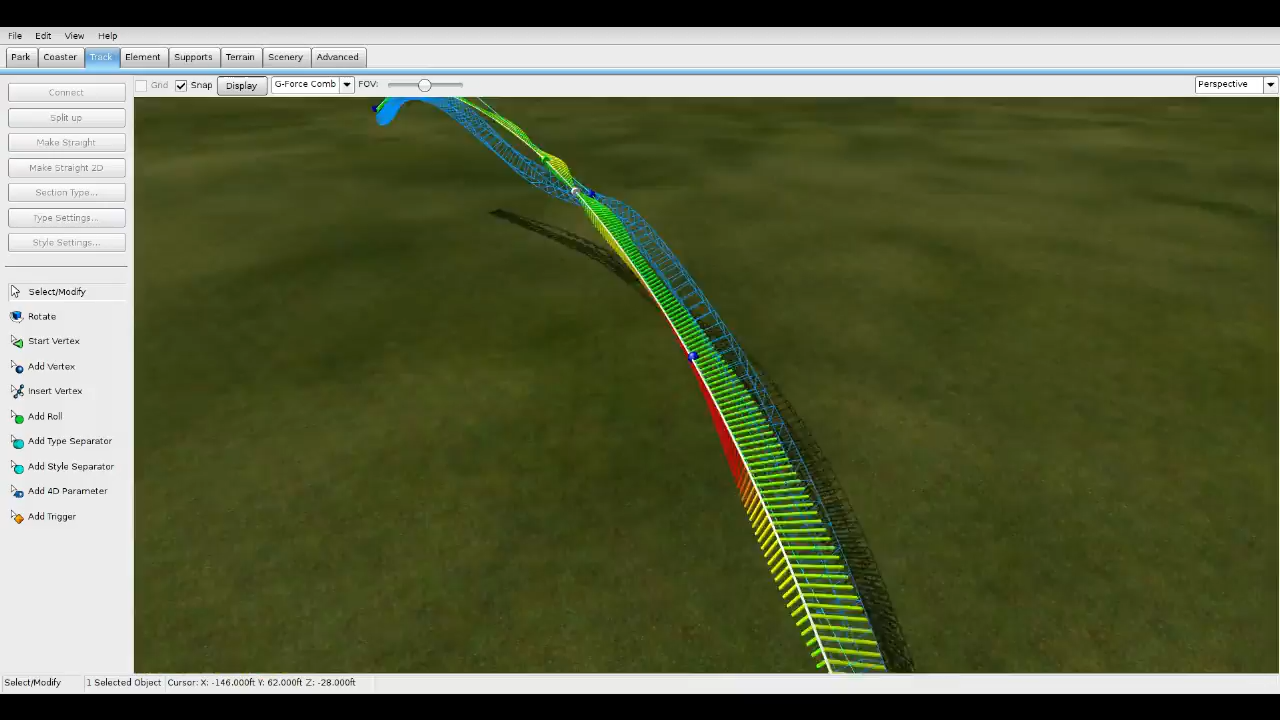 File Edit View Help
Park Coaster Track Element Supports Terrain Scenery Advanced
Grid Snap Display G-Force Comb FOV: Perspective
Connect
Split up
Make Straight
Make Straight 2D
Section Type...
Type Settings...
Style Settings...
Select/Modify
Rotate
Start Vertex
Add Vertex
Insert Vertex
Add Roll
Add Type Separator
Add Style Separator
Add 4D Parameter
Add Trigger
Select/Modify 1 Selected Object Cursor: X: -146.000ft Y: 62.000ft Z: -28.000ft